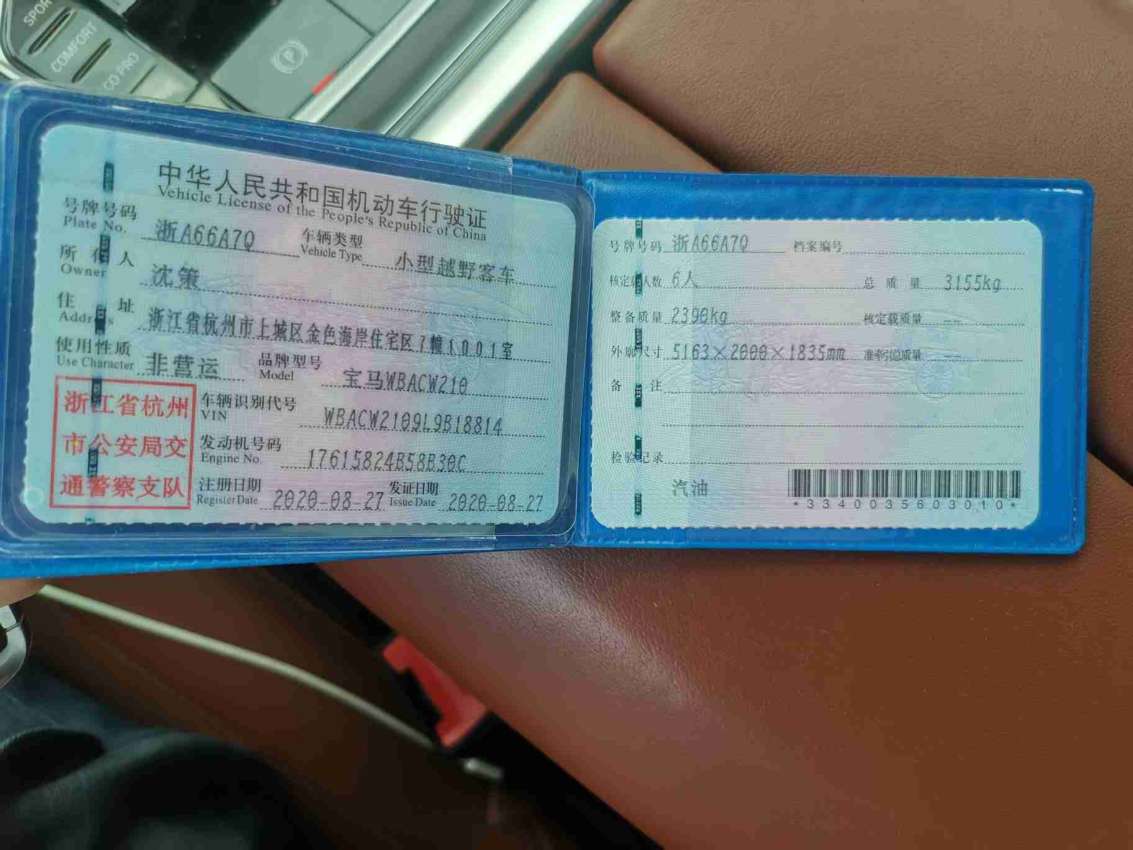 SPOR
COMFORT
CO PRO
P
中华人民共和国机动车行驶证
Vehicle License of the People's Republic of China
号牌号码 浙A66A7Q 车辆类型 小型越野客车
Plate No. Vehicle Type
所有人 沈策
Owner
住址 浙江省杭州市上城区金色海岸住宅区7幢1001室
Address
使用性质 非营运 品牌型号 宝马WBACW210
Use Character Model
浙江省杭州
市公安局交
通警察支队
车辆识别代号 WBACW2109L9B18814
VIN
发动机号码 17615824B58B30C
Engine No.
注册日期 2020-08-27 发证日期 2020-08-27
Register Date Issue Date
号牌号码 浙A66A7Q 档案编号
核定载人数 6人 总质量 3155kg
整备质量 2390kg 核定载质量 --
外廓尺寸 5163×2000×1835mm 准牵引总质量 --
备注
检验记录
汽油
*3340035603010*